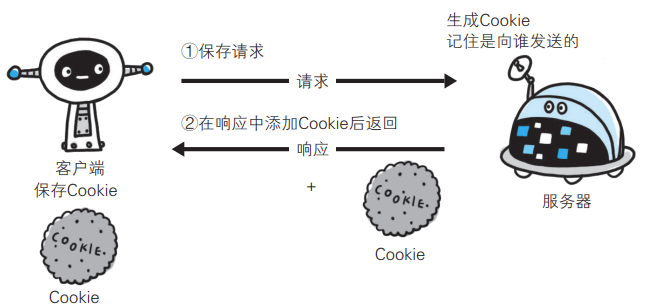 生成Cookie
记住是向谁发送的
①保存请求
请求
②在响应中添加Cookie后返回
响应
客户端
保存Cookie
+
COOKIE.
Cookie
服务器
COOKIE.
Cookie